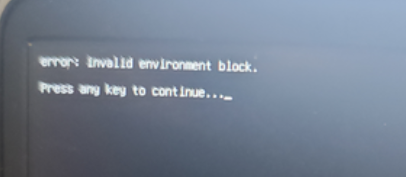 error: invalid environment block.
Press any key to continue..._